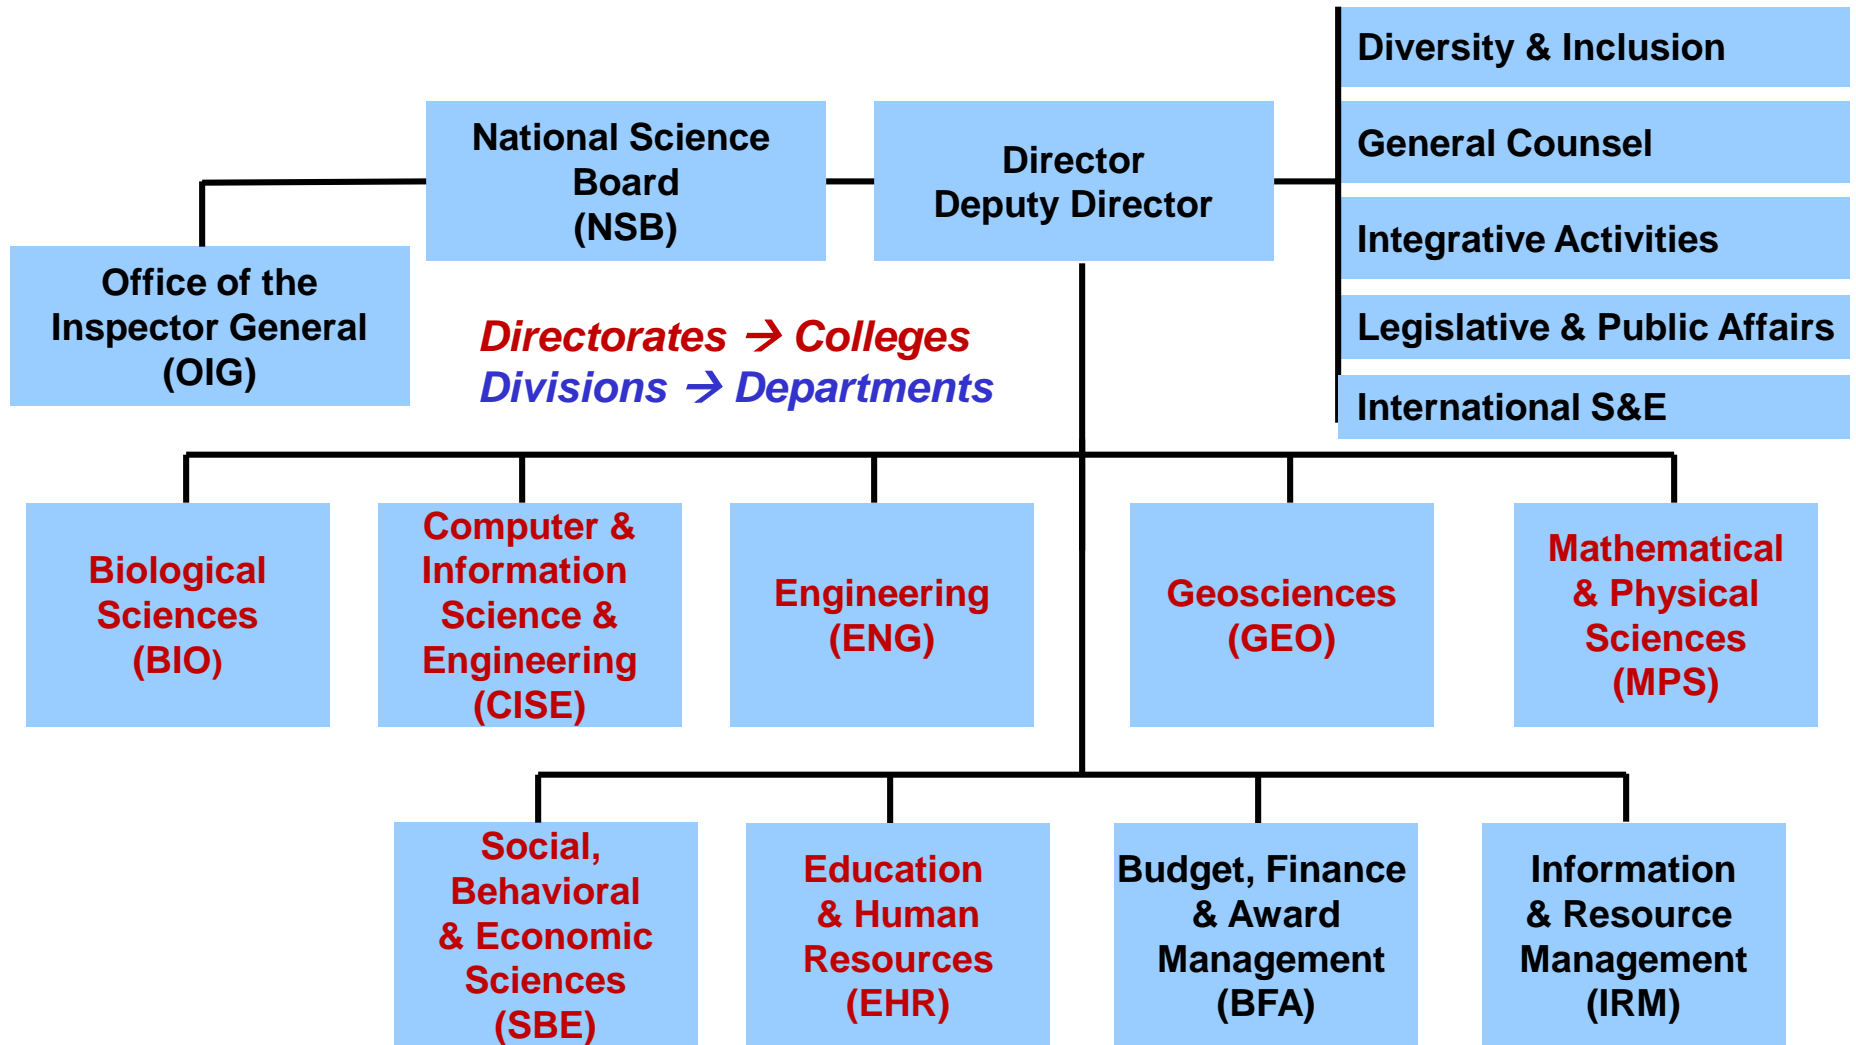 Diversity & Inclusion
General Counsel
Integrative Activities
Legislative & Public Affairs
International S&E
National Science
Board
(NSB)
Director
Deputy Director
Office of the
Inspector General
(OIG)
Directorates → Colleges
Divisions → Departments
Biological
Sciences
(BIO)
Computer &
Information
Science &
Engineering
(CISE)
Engineering
(ENG)
Geosciences
(GEO)
Mathematical
& Physical
Sciences
(MPS)
Social,
Behavioral
& Economic
Sciences
(SBE)
Education
& Human
Resources
(EHR)
Budget, Finance
& Award
Management
(BFA)
Information
& Resource
Management
(IRM)